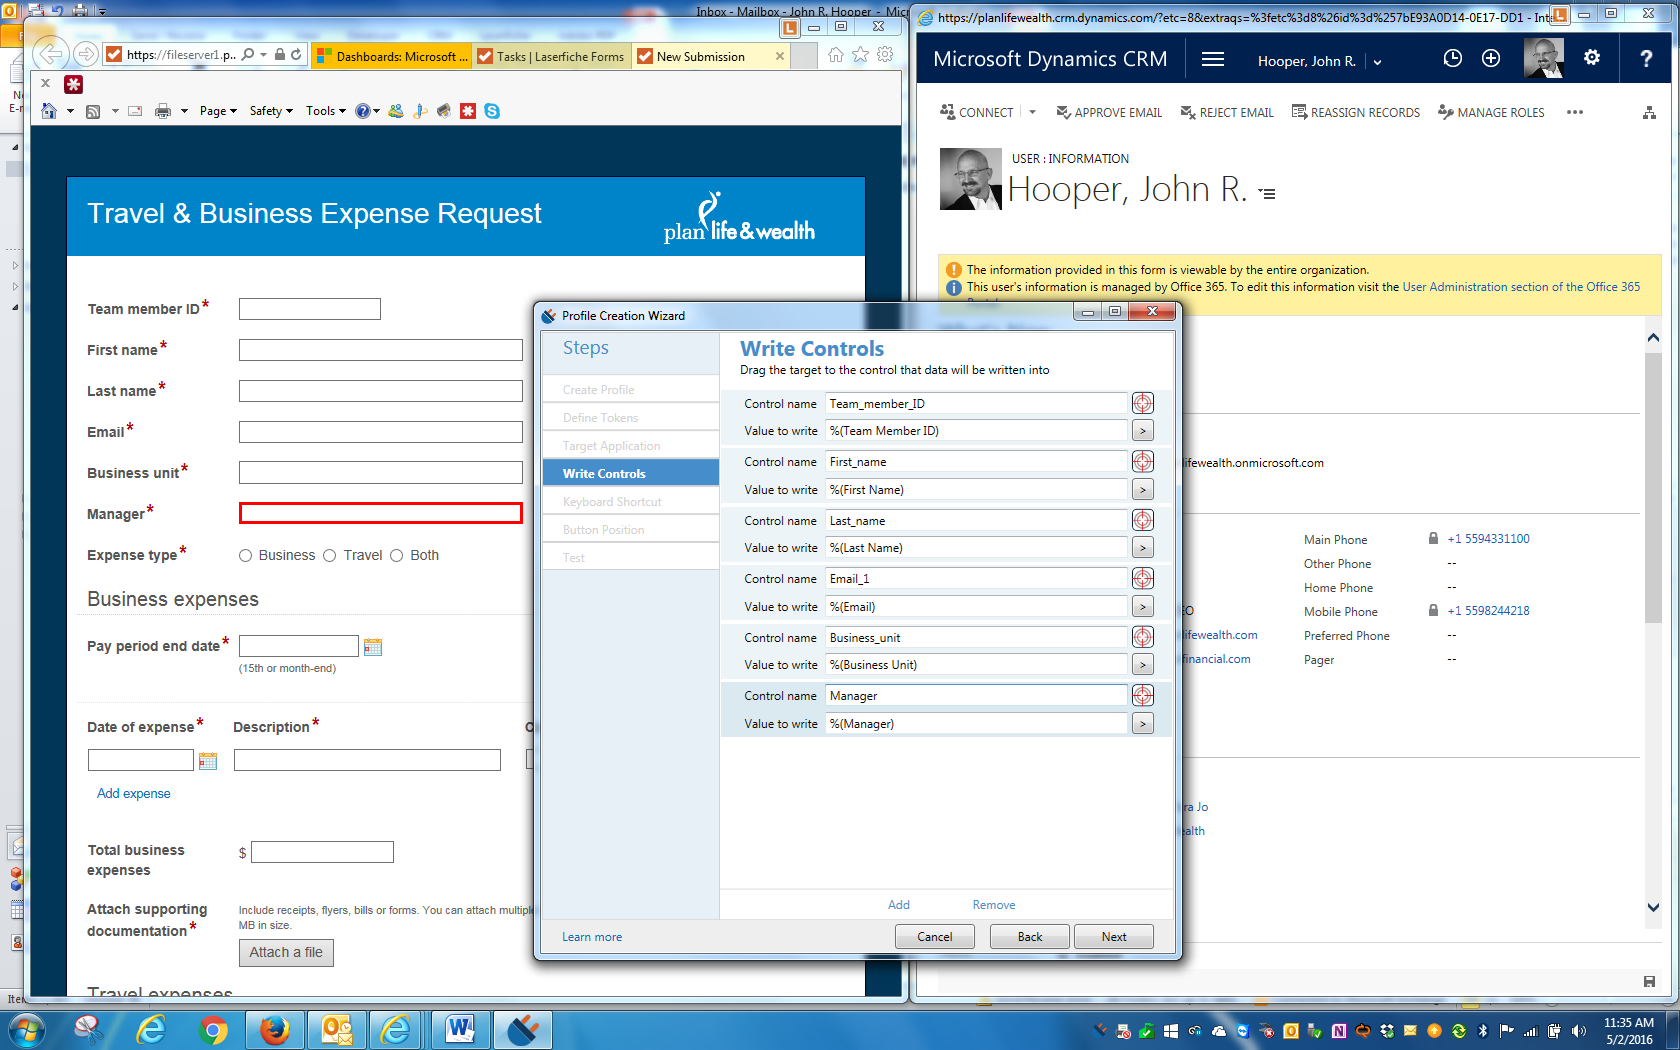 Inbox - Mailbox - John R. Hooper - Micr
https://fileserver1.p...
Dashboards: Microsoft ...
Tasks | Laserfiche Forms
New Submission
Page
Safety
Tools
Travel & Business Expense Request
plan life & wealth
Team member ID*
First name*
Last name*
Email*
Business unit*
Manager*
Expense type*
Business
Travel
Both
Business expenses
Pay period end date*
(15th or month-end)
Date of expense*
Description*
Add expense
Total business
expenses
$
Attach supporting
documentation*
Include receipts, flyers, bills or forms. You can attach multiple
MB in size.
Attach a file
Travel expenses
Profile Creation Wizard
Steps
Create Profile
Define Tokens
Target Application
Write Controls
Keyboard Shortcut
Button Position
Test
Write Controls
Drag the target to the control that data will be written into
Control name Team_member_ID
Value to write %(Team Member ID) >
Control name First_name
Value to write %(First Name) >
Control name Last_name
Value to write %(Last Name) >
Control name Email_1
Value to write %(Email) >
Control name Business_unit
Value to write %(Business Unit) >
Control name Manager
Value to write %(Manager) >
Add
Remove
Learn more
Cancel
Back
Next
https://planlifewealth.crm.dynamics.com/?etc=8&extraqs=%3fetc%3d8%26id%3d%257bE93A0D14-0E17-DD1 - Int
Microsoft Dynamics CRM
Hooper, John R.
?
CONNECT
APPROVE EMAIL
REJECT EMAIL
REASSIGN RECORDS
MANAGE ROLES
USER : INFORMATION
Hooper, John R.
The information provided in this form is viewable by the entire organization.
This user's information is managed by Office 365. To edit this information visit the User Administration section of the Office 365
lifewealth.onmicrosoft.com
Main Phone +1 5594331100
Other Phone --
Home Phone --
EO
Mobile Phone +1 5598244218
lifewealth.com
Preferred Phone --
financial.com
Pager --
ra Jo
ealth
11:35 AM
5/2/2016